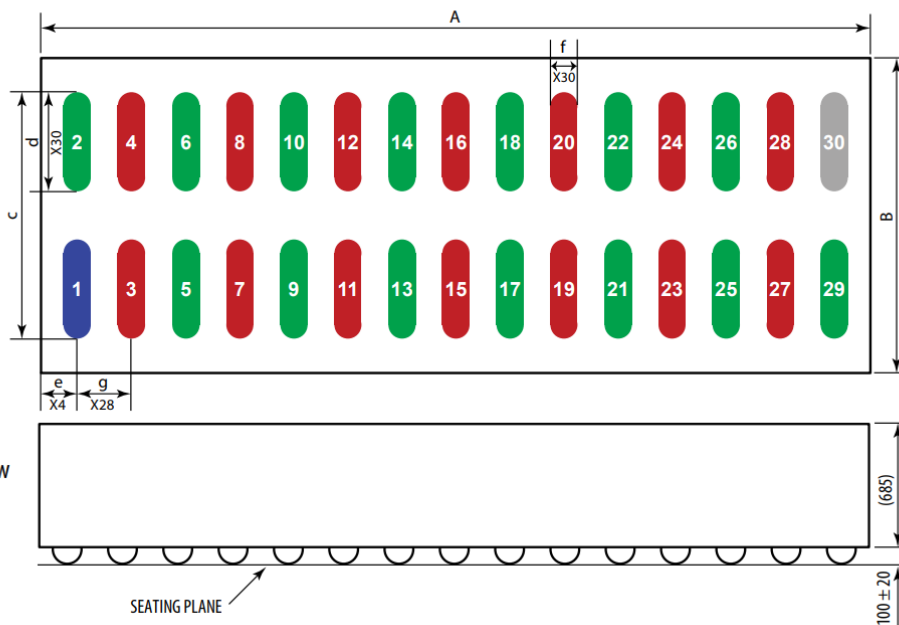 A
f
X30
2 4 6 8 10 12 14 16 18 20 22 24 26 28 30
d
X30
c
B
1 3 5 7 9 11 13 15 17 19 21 23 25 27 29
e
X4
g
X28
W
(685)
SEATING PLANE
100 ± 20